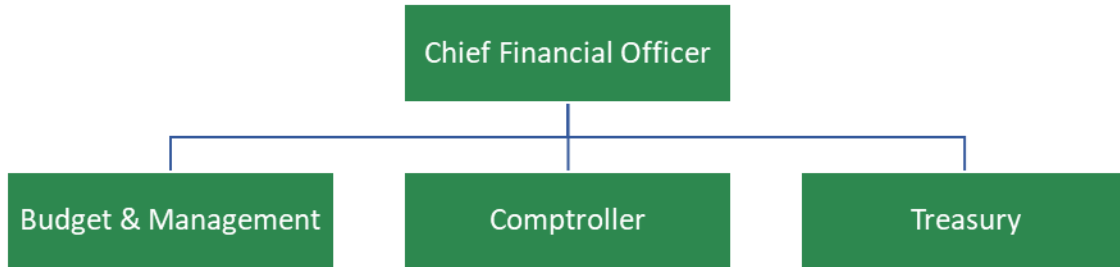 Chief Financial Officer
Budget & Management
Comptroller
Treasury